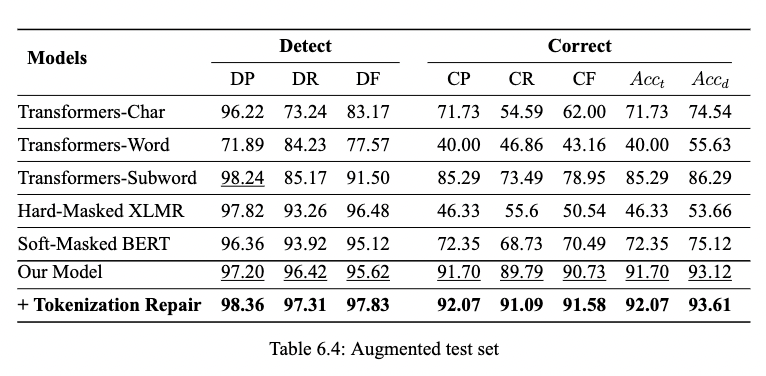 Models Detect Correct
DP DR DF CP CR CF Acc_t Acc_d
Transformers-Char 96.22 73.24 83.17 71.73 54.59 62.00 71.73 74.54
Transformers-Word 71.89 84.23 77.57 40.00 46.86 43.16 40.00 55.63
Transformers-Subword 98.24 85.17 91.50 85.29 73.49 78.95 85.29 86.29
Hard-Masked XLMR 97.82 93.26 96.48 46.33 55.6 50.54 46.33 53.66
Soft-Masked BERT 96.36 93.92 95.12 72.35 68.73 70.49 72.35 75.12
Our Model 97.20 96.42 95.62 91.70 89.79 90.73 91.70 93.12
+ Tokenization Repair 98.36 97.31 97.83 92.07 91.09 91.58 92.07 93.61
Table 6.4: Augmented test set